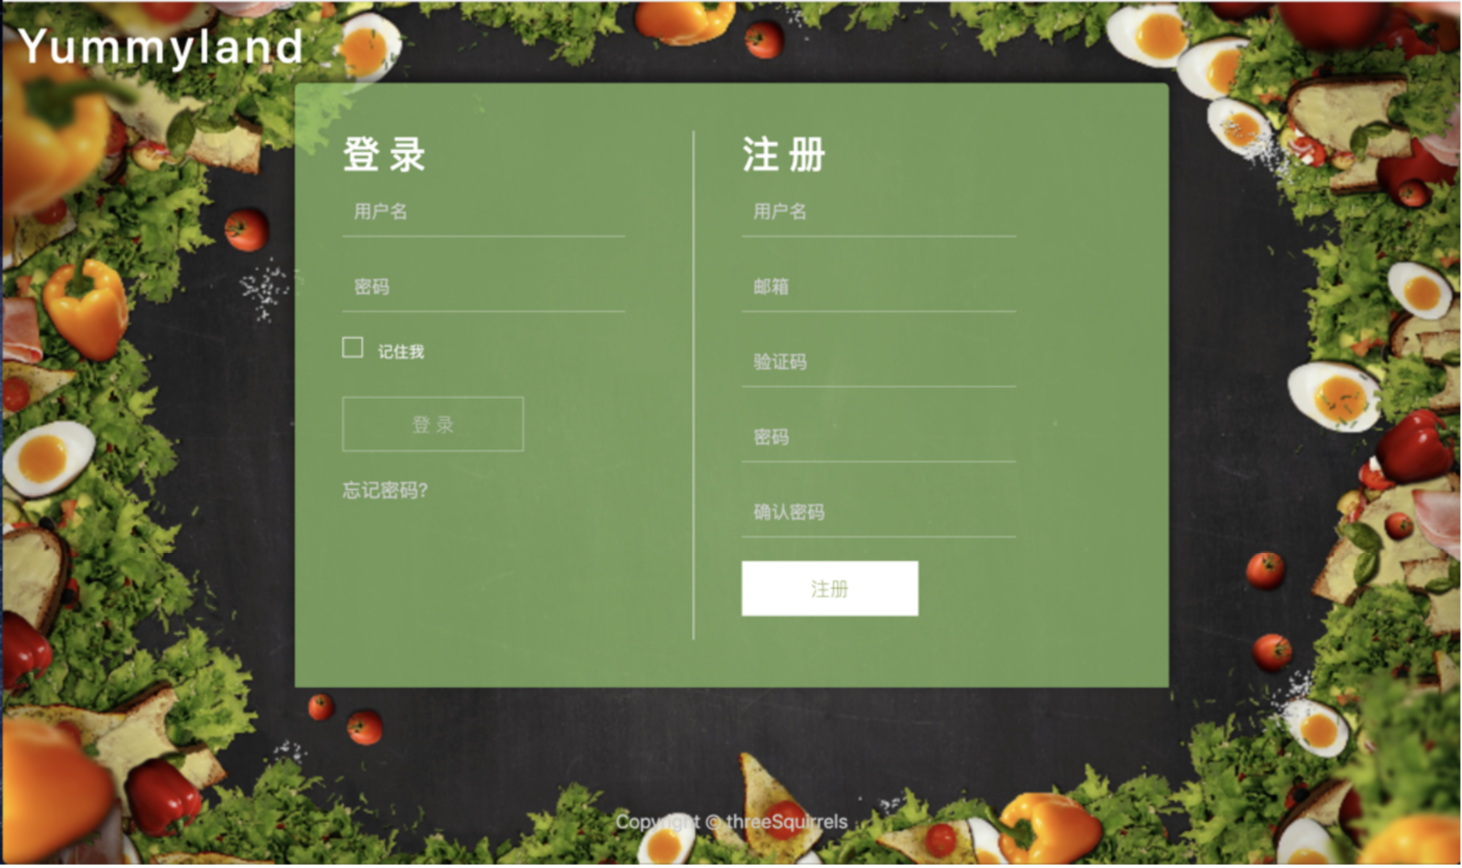 Yummyland
登 录
用户名
密码
记住我
登 录
忘记密码?
注 册
用户名
邮箱
验证码
密码
确认密码
注册
Copyright © threeSquirrels